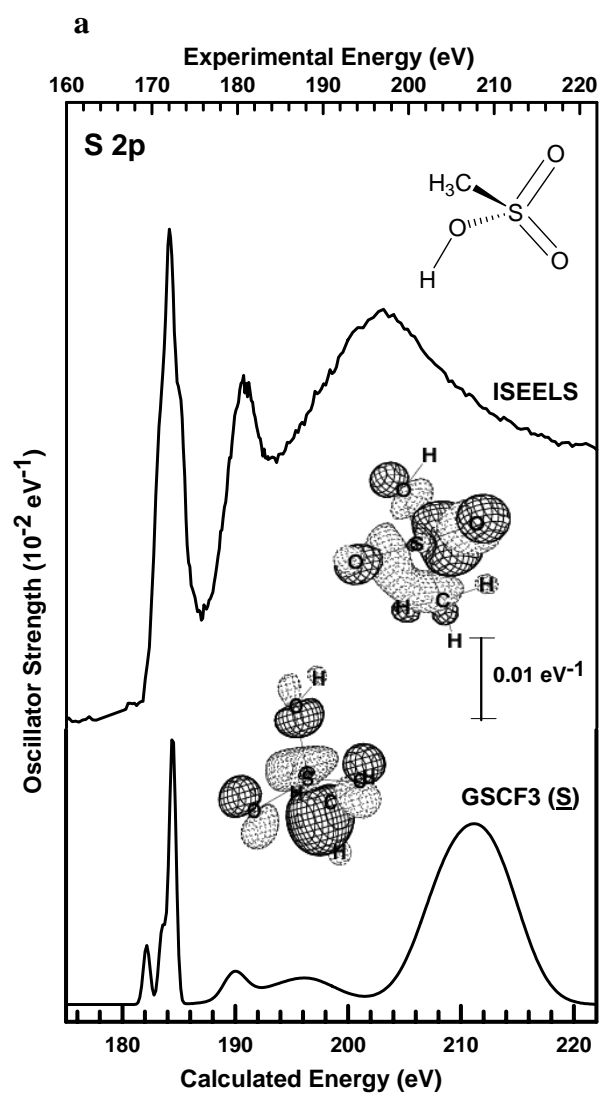 a
Experimental Energy (eV)
160 170 180 190 200 210 220
S 2p
O
H₃C
S
O
O
H
ISEELS
H
O
O
S
O
H
C
H
H
0.01 eV⁻¹
H
O
S
O
H
H
O
C
H
GSCF3 (S)
Oscillator Strength (10⁻² eV⁻¹)
180 190 200 210 220
Calculated Energy (eV)